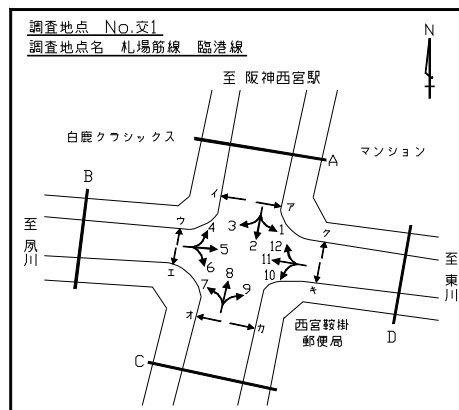 調査地点 No.交1
調査地点名 札場筋線 臨港線
N
至 阪神西宮駅
白鹿クラシックス
マンション
A
B
イ
ア
ウ
4
3
1
ク
2
12
至 夙川
5
11
至 東川
エ
6
10
キ
7
8
9
オ
カ
西宮鞍掛
郵便局
D
C